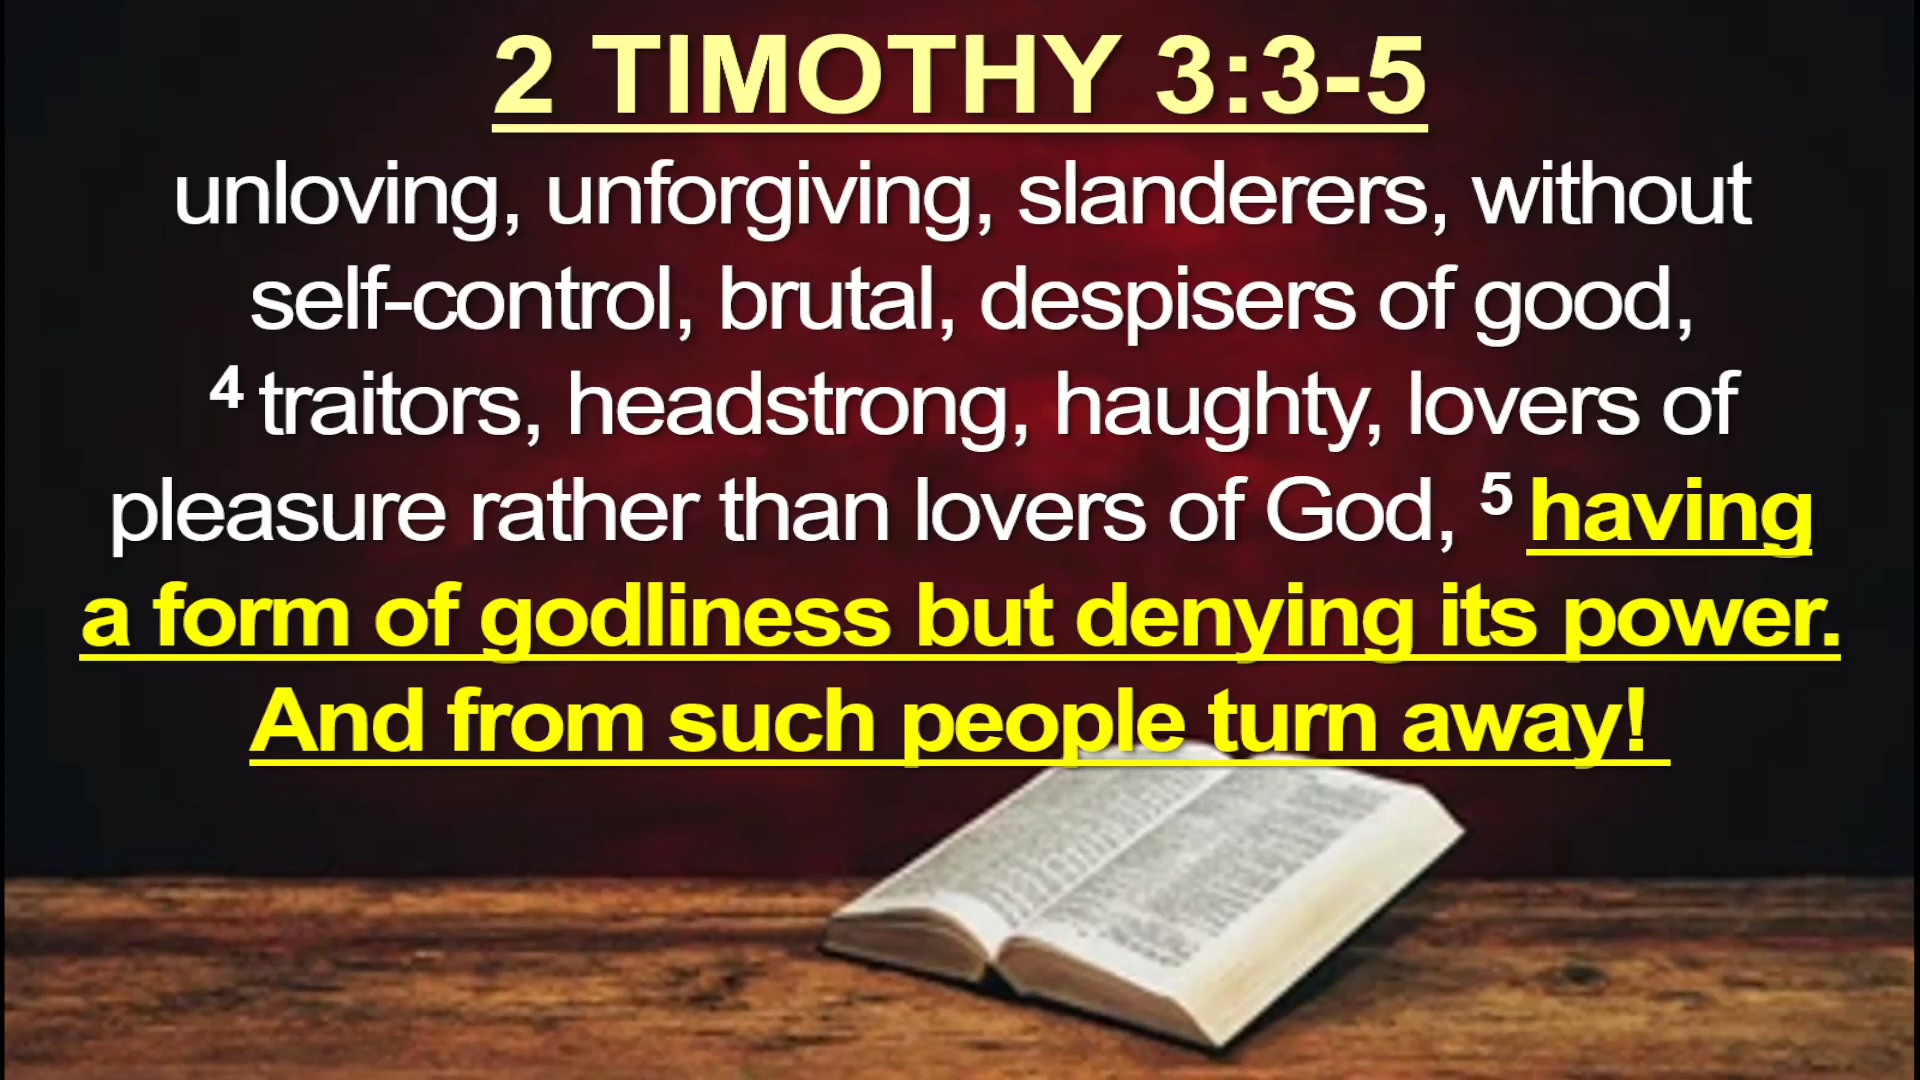 2 TIMOTHY 3:3-5
unloving, unforgiving, slanderers, without
self-control, brutal, despisers of good,
4 traitors, headstrong, haughty, lovers of
pleasure rather than lovers of God, 5 having
a form of godliness but denying its power.
And from such people turn away!